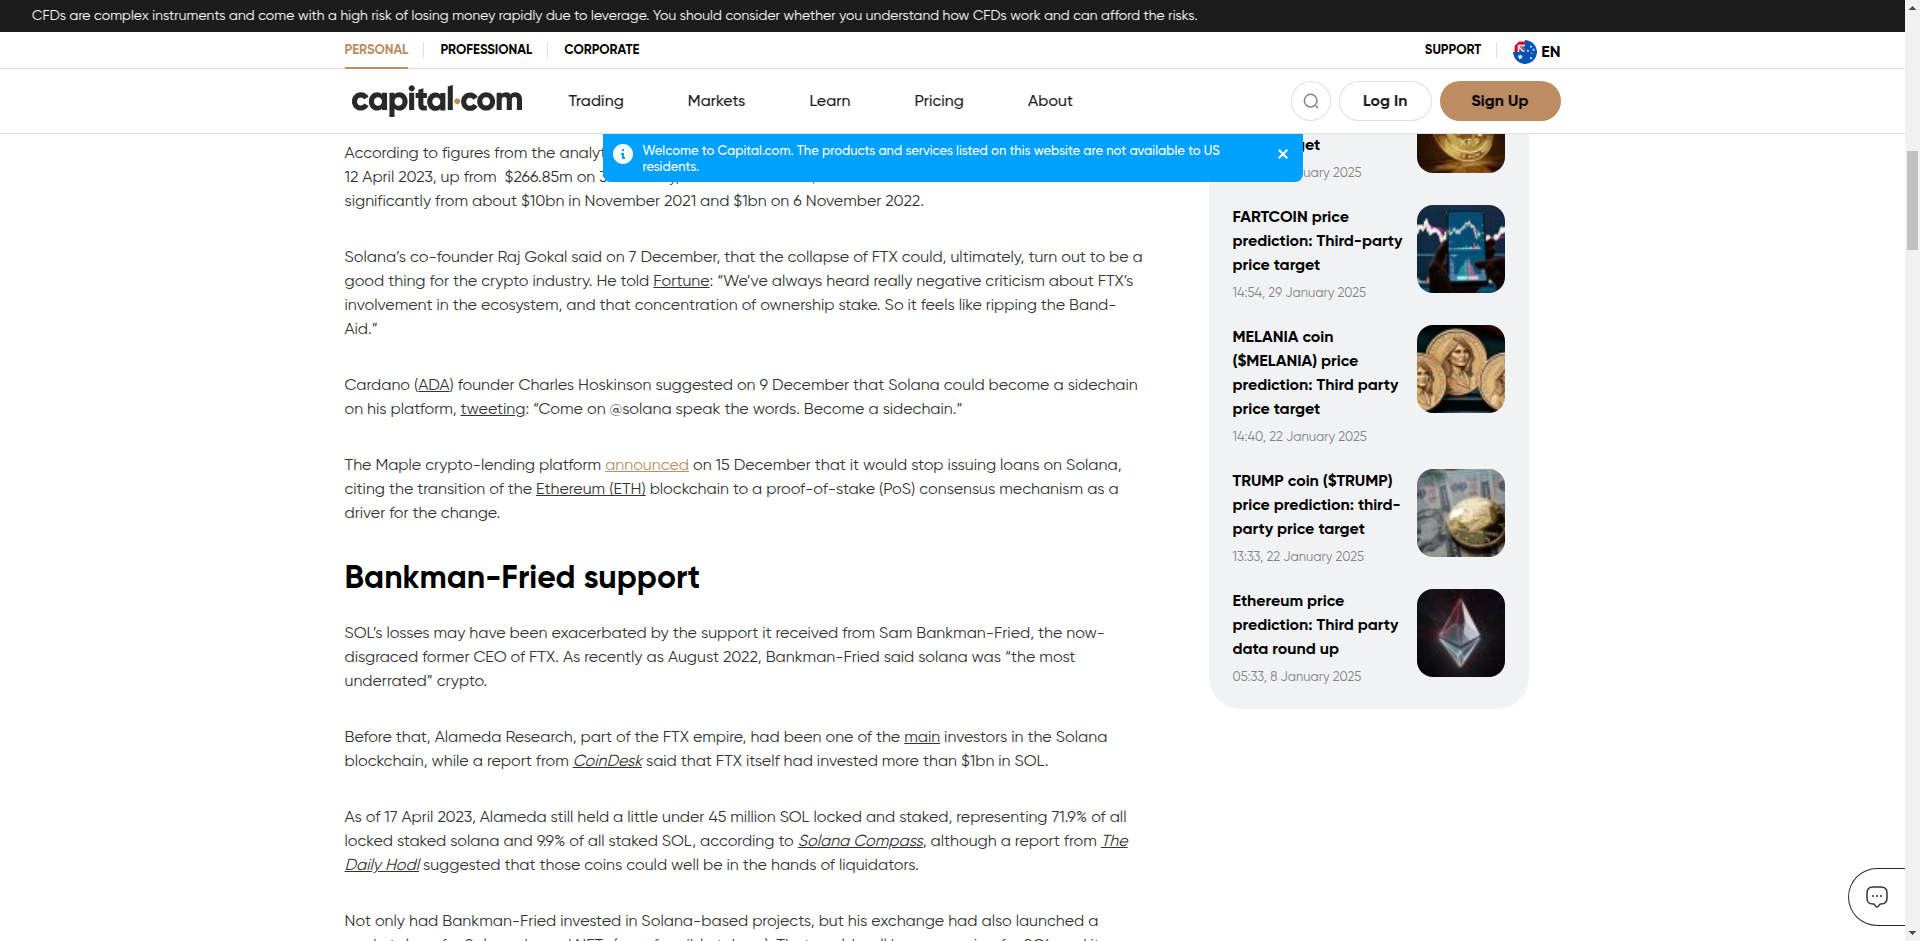 CFDs are complex instruments and come with a high risk of losing money rapidly due to leverage. You should consider whether you understand how CFDs work and can afford the risks.
PERSONAL
PROFESSIONAL
CORPORATE
SUPPORT
EN
capital.com
Trading
Markets
Learn
Pricing
About
Log In
Sign Up
Welcome to Capital.com. The products and services listed on this website are not available to US
residents.
According to figures from the analyt
12 April 2023, up from $266.85m on 3
significantly from about $10bn in November 2021 and $1bn on 6 November 2022.
Solana’s co-founder Raj Gokal said on 7 December, that the collapse of FTX could, ultimately, turn out to be a
good thing for the crypto industry. He told Fortune: “We’ve always heard really negative criticism about FTX’s
involvement in the ecosystem, and that concentration of ownership stake. So it feels like ripping the Band-
Aid.”
Cardano (ADA) founder Charles Hoskinson suggested on 9 December that Solana could become a sidechain
on his platform, tweeting: “Come on @solana speak the words. Become a sidechain.”
The Maple crypto-lending platform announced on 15 December that it would stop issuing loans on Solana,
citing the transition of the Ethereum (ETH) blockchain to a proof-of-stake (PoS) consensus mechanism as a
driver for the change.
Bankman-Fried support
SOL’s losses may have been exacerbated by the support it received from Sam Bankman-Fried, the now-
disgraced former CEO of FTX. As recently as August 2022, Bankman-Fried said solana was “the most
underrated” crypto.
Before that, Alameda Research, part of the FTX empire, had been one of the main investors in the Solana
blockchain, while a report from CoinDesk said that FTX itself had invested more than $1bn in SOL.
As of 17 April 2023, Alameda still held a little under 45 million SOL locked and staked, representing 71.9% of all
locked staked solana and 9.9% of all staked SOL, according to Solana Compass, although a report from The
Daily Hodl suggested that those coins could well be in the hands of liquidators.
Not only had Bankman-Fried invested in Solana-based projects, but his exchange had also launched a
get
uary 2025
FARTCOIN price
prediction: Third-party
price target
14:54, 29 January 2025
MELANIA coin
($MELANIA) price
prediction: Third party
price target
14:40, 22 January 2025
TRUMP coin ($TRUMP)
price prediction: third-
party price target
13:33, 22 January 2025
Ethereum price
prediction: Third party
data round up
05:33, 8 January 2025